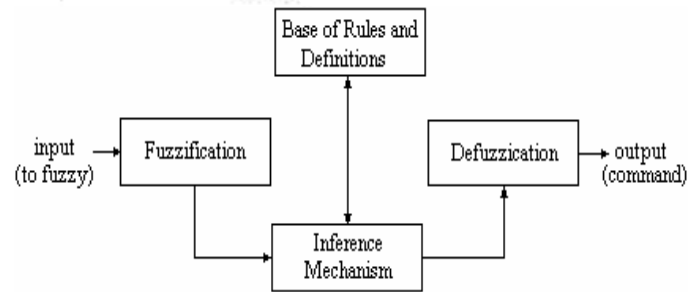 Base of Rules and
Definitions
input
(to fuzzy)
Fuzzification
Defuzzication
output
(command)
Inference
Mechanism